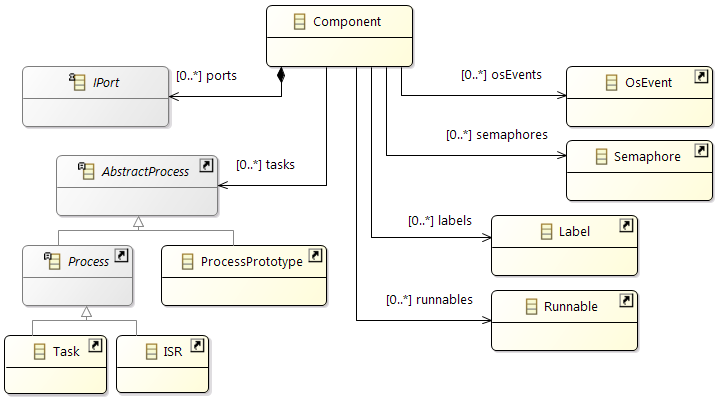 Component
[0..*] ports
[0..*] osEvents
IPort
OsEvent
[0..*] semaphores
[0..*] tasks
AbstractProcess
Semaphore
[0..*] labels
Label
Process
ProcessPrototype
[0..*] runnables
Runnable
Task
ISR